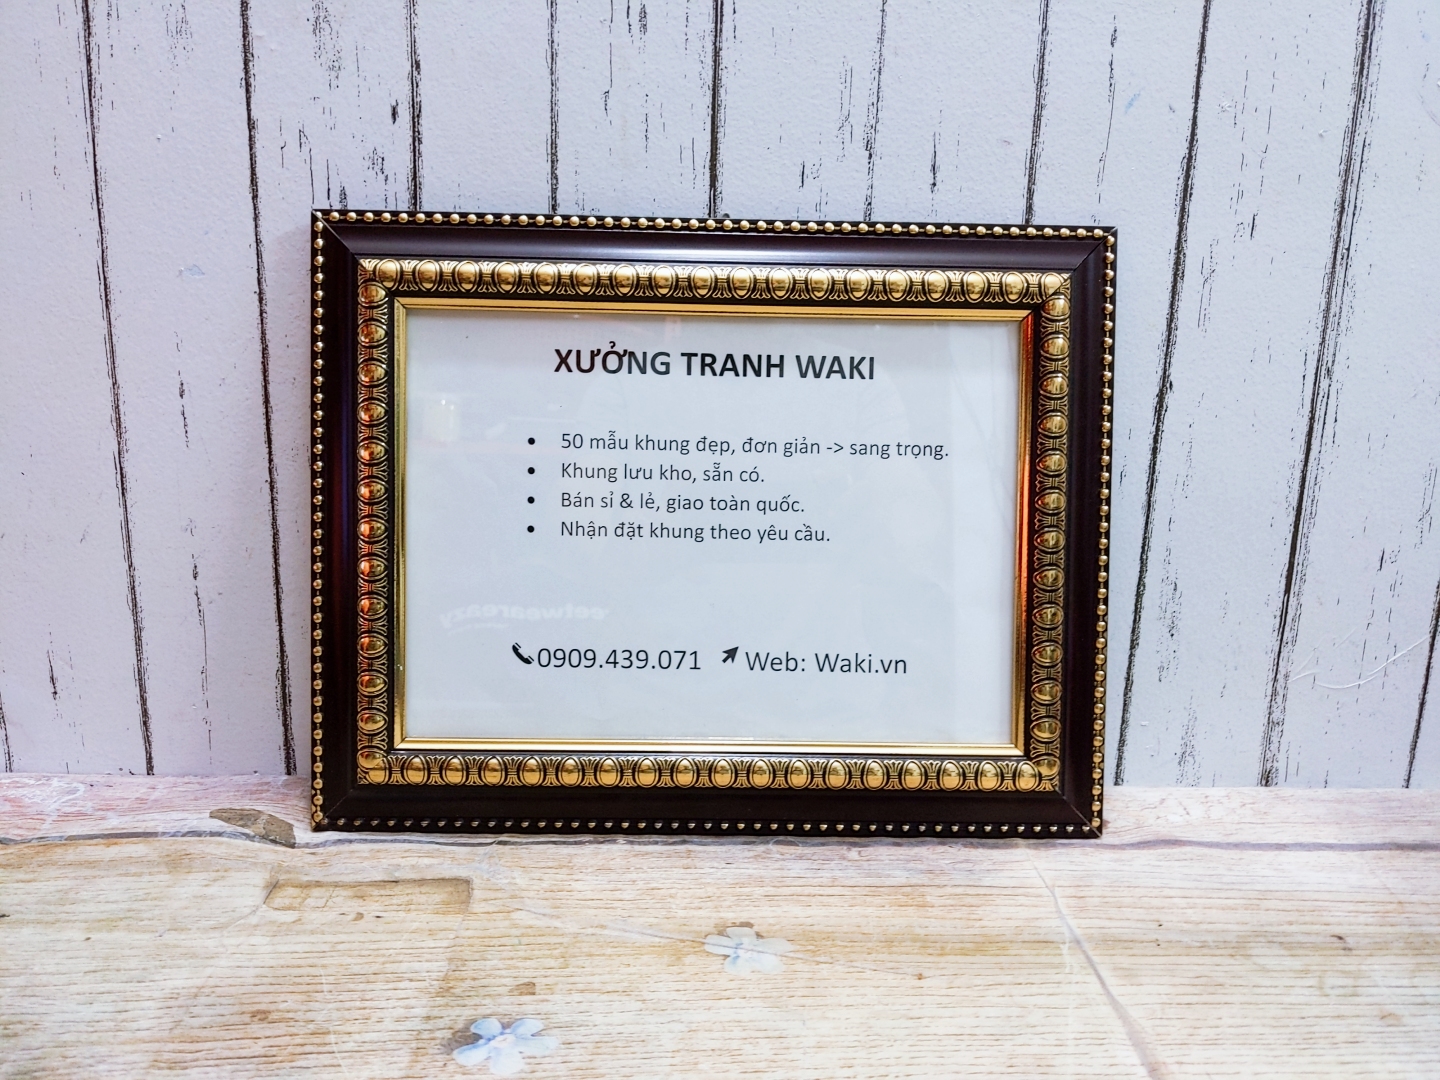 XƯỞNG TRANH WAKI
• 50 mẫu khung đẹp, đơn giản -> sang trọng.
• Khung lưu kho, sẵn có.
• Bán sỉ & lẻ, giao toàn quốc.
• Nhận đặt khung theo yêu cầu.
0909.439.071 Web: Waki.vn